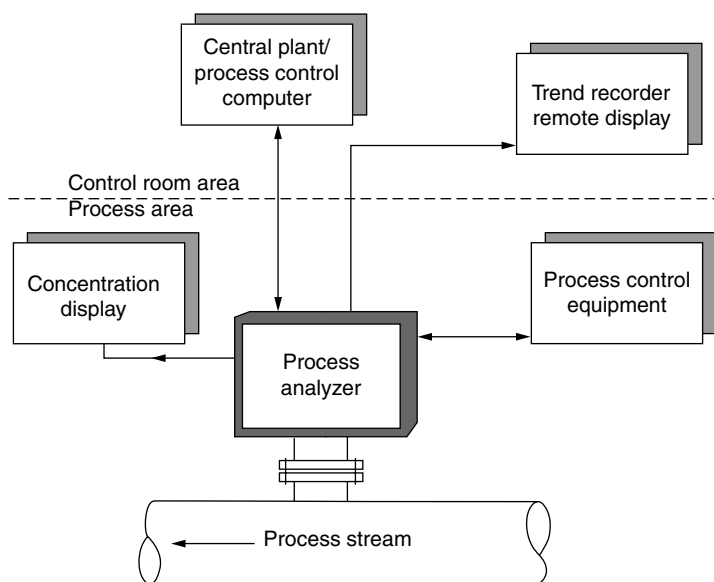 Central plant/
process control
computer
Trend recorder
remote display
Control room area
Process area
Concentration
display
Process control
equipment
Process
analyzer
Process stream